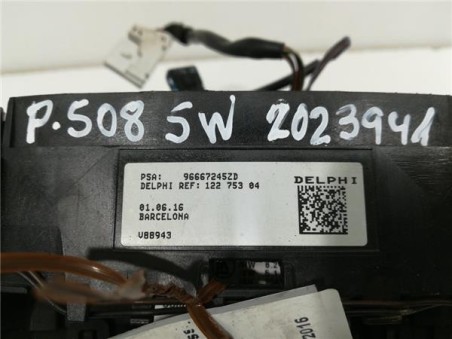 P.508 SW 2023941
PSA: 96667245ZD DELPHI
DELPHI REF: 122 753 04
01.06.16
BARCELONA
V88943
2016